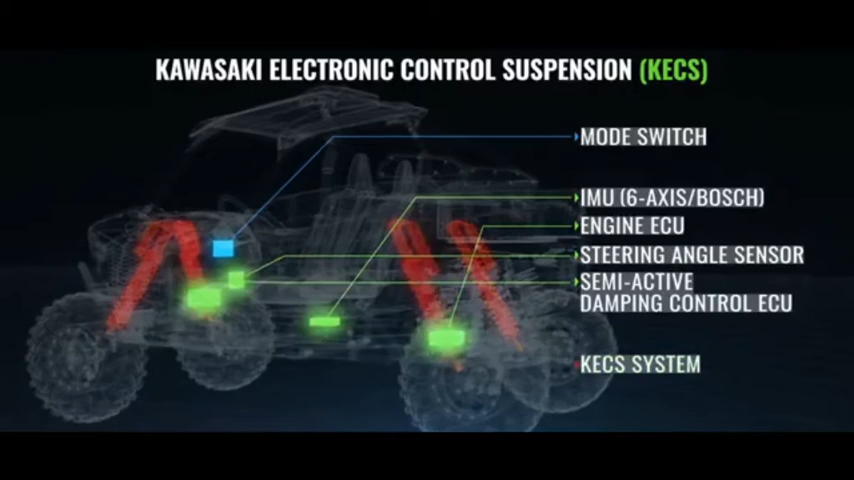 KAWASAKI ELECTRONIC CONTROL SUSPENSION (KECS)
MODE SWITCH
IMU (6-AXIS/BOSCH)
ENGINE ECU
STEERING ANGLE SENSOR
SEMI-ACTIVE
DAMPING CONTROL ECU
KECS SYSTEM